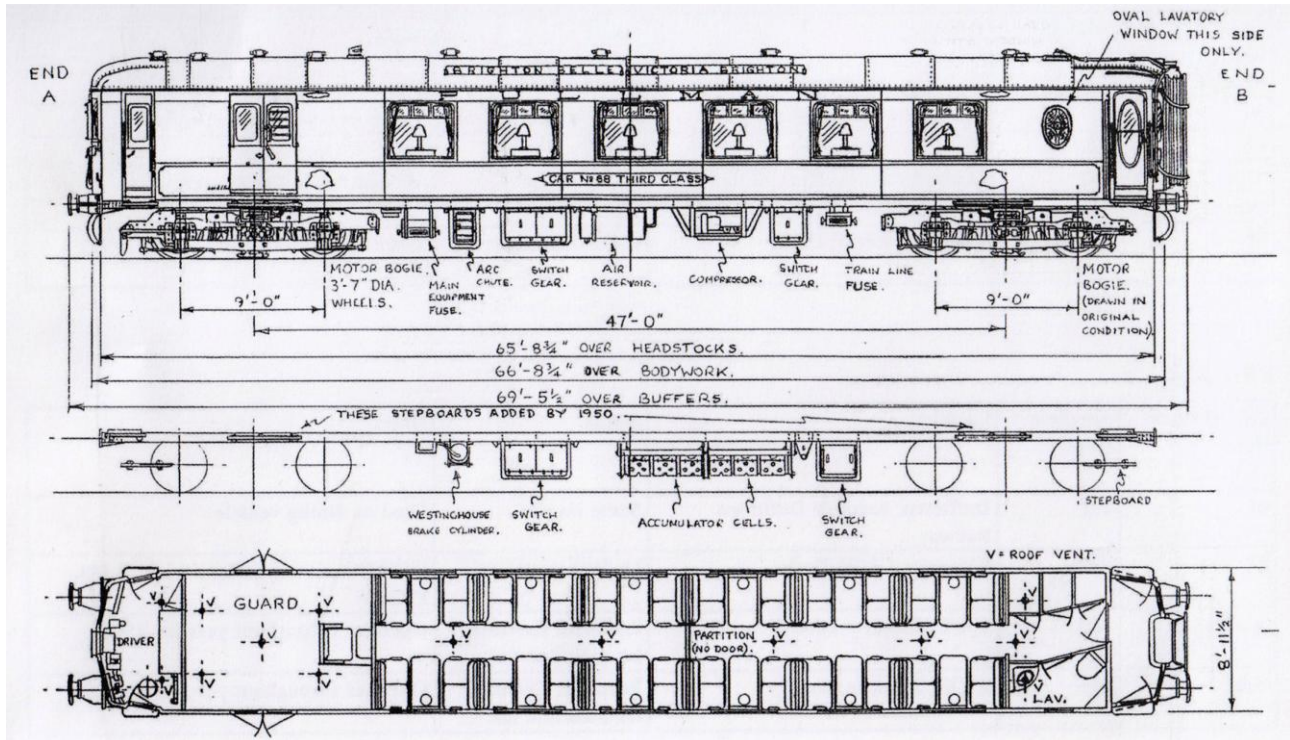 OVAL LAVATORY
WINDOW THIS SIDE
ONLY.
END
A
END
B
BRIGHTON BELLE VICTORIA BRIGHTON
PULLMAN
CAR Nº 88 THIRD CLASS
MOTOR BOGIE.
3'-7" DIA.
WHEELS.
MAIN
EQUIPMENT
FUSE.
ARC
CHUTE.
SWITCH
GEAR.
AIR
RESERVOIR.
COMPRESSOR.
SWITCH
GEAR.
TRAIN LINE
FUSE.
MOTOR
BOGIE.
(DRAWN IN
ORIGINAL
CONDITION).
9'-0"
9'-0"
47'-0"
65'-8¾" OVER HEADSTOCKS.
66'-8¾" OVER BODYWORK.
69'-5½" OVER BUFFERS.
THESE STEPBOARDS ADDED BY 1950.
WESTINGHOUSE
BRAKE CYLINDER.
SWITCH
GEAR.
ACCUMULATOR CELLS.
SWITCH
GEAR.
STEPBOARD
V = ROOF VENT.
DRIVER
GUARD
V
V
V
V
V
V
V
V
V
V
V
V
V
PARTITION
(NO DOOR).
V
LAV.
8'-11½"